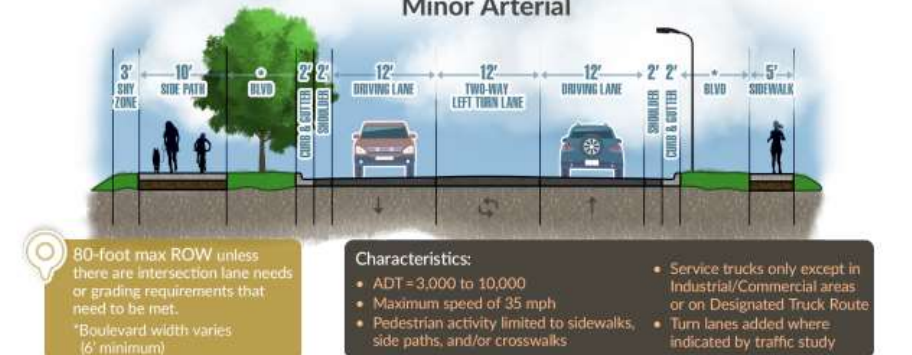 Minor Arterial
3' 10' * 2' 2' 12' 12' 12' 2' 2' * 5'
SHY ZONE
SIDE PATH
BLVD
CURB & GUTTER
SHOULDER
DRIVING LANE
TWO-WAY
LEFT TURN LANE
DRIVING LANE
SHOULDER
CURB & GUTTER
BLVD
SIDEWALK
80-foot max ROW unless
there are intersection lane needs
or grading requirements that
need to be met.
*Boulevard width varies
(6' minimum)
Characteristics:
• ADT = 3,000 to 10,000
• Maximum speed of 35 mph
• Pedestrian activity limited to sidewalks,
side paths, and/or crosswalks
• Service trucks only except in
Industrial/Commercial areas
or on Designated Truck Route
• Turn lanes added where
indicated by traffic study